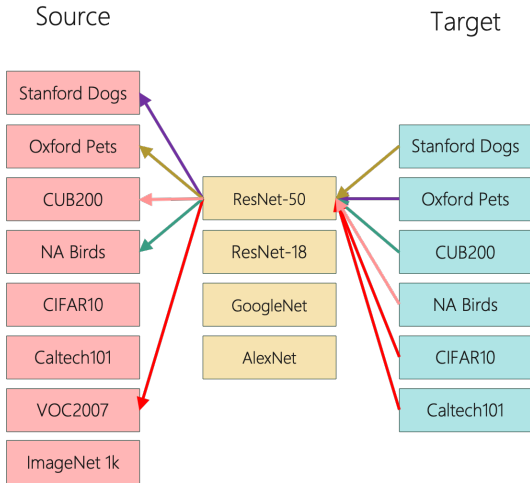 Source
Target
Stanford Dogs
Oxford Pets
CUB200
NA Birds
CIFAR10
Caltech101
VOC2007
ImageNet 1k
ResNet-50
ResNet-18
GoogleNet
AlexNet
Stanford Dogs
Oxford Pets
CUB200
NA Birds
CIFAR10
Caltech101